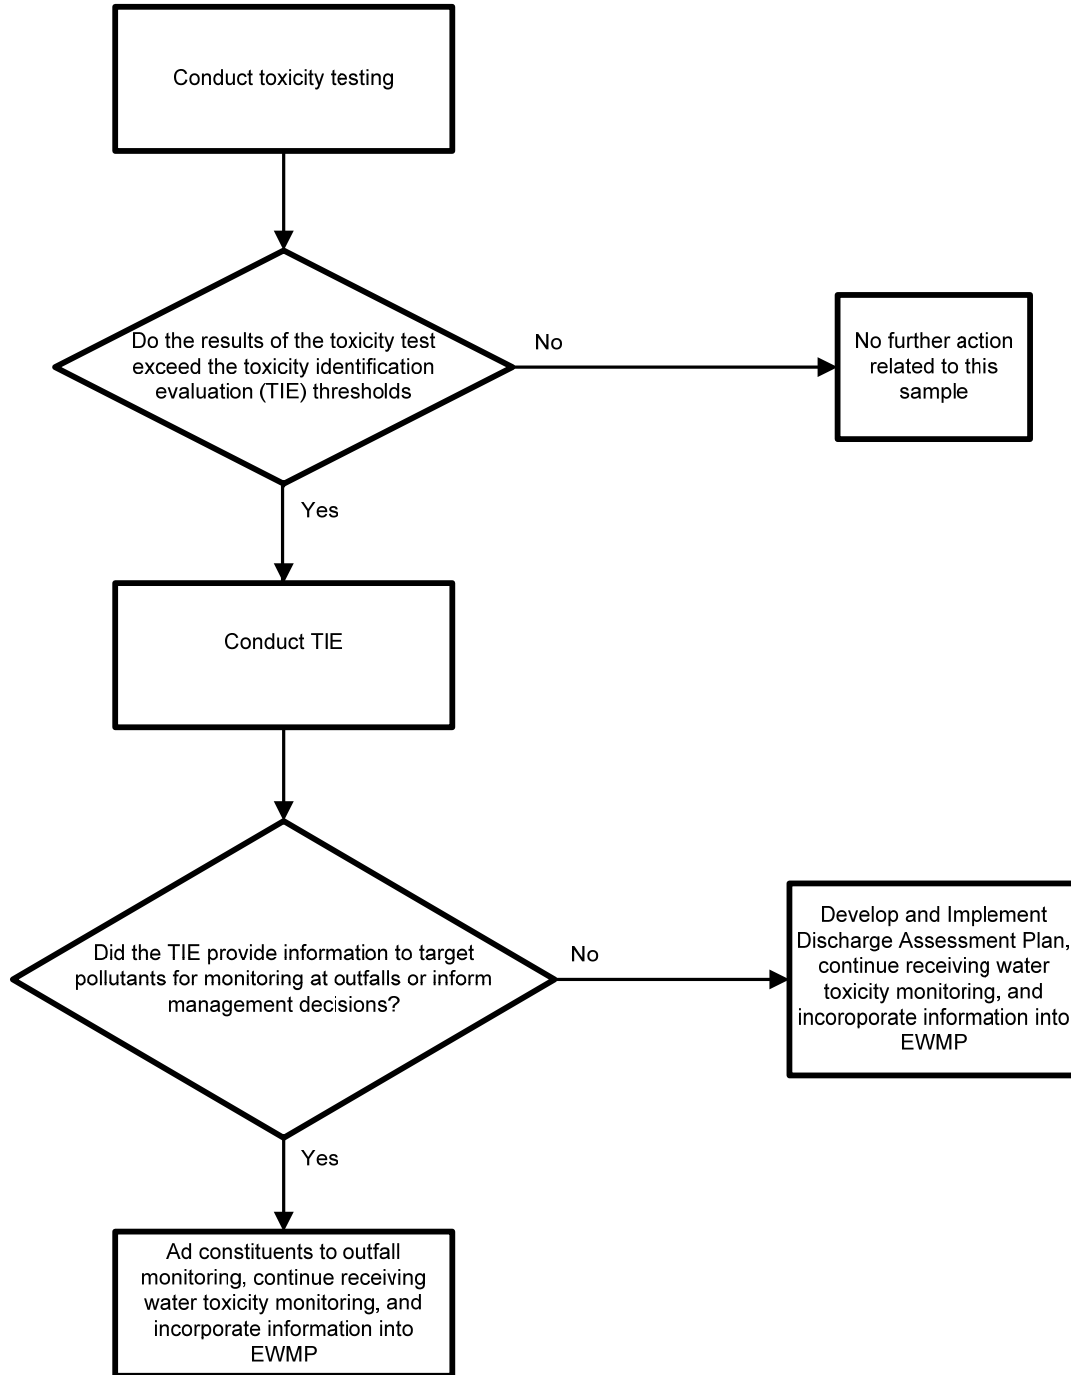 Conduct toxicity testing
Do the results of the toxicity test
exceed the toxicity identification
evaluation (TIE) thresholds
No
No further action
related to this
sample
Yes
Conduct TIE
Did the TIE provide information to target
pollutants for monitoring at outfalls or inform
management decisions?
No
Develop and Implement
Discharge Assessment Plan,
continue receiving water
toxicity monitoring, and
incoroporate information into
EWMP
Yes
Ad constituents to outfall
monitoring, continue receiving
water toxicity monitoring, and
incorporate information into
EWMP